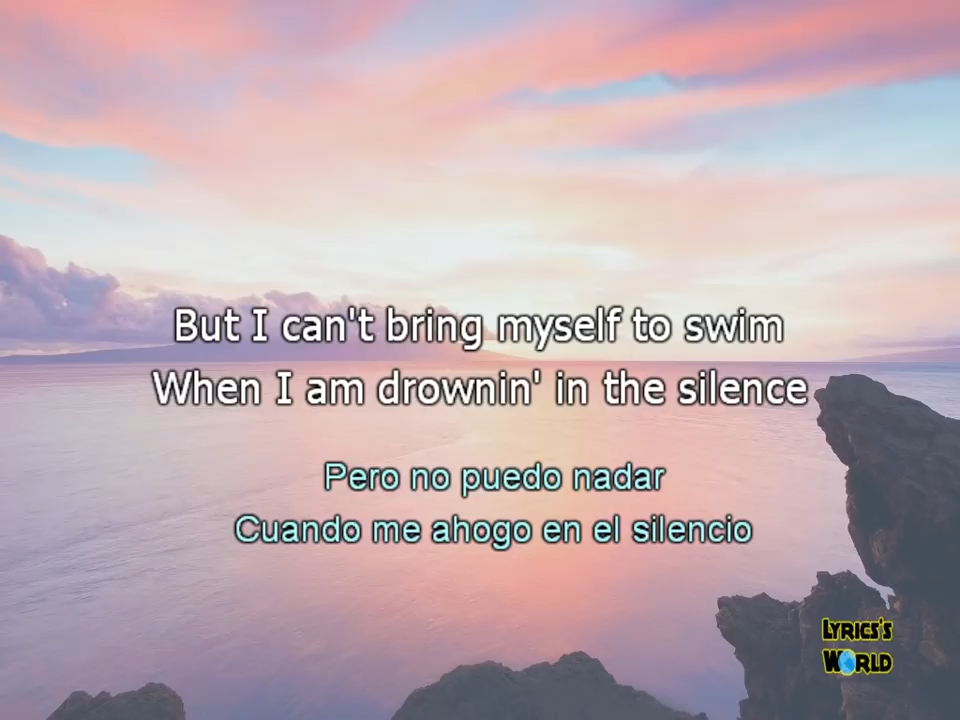 But I can't bring myself to swim
When I am drownin' in the silence
Pero no puedo nadar
Cuando me ahogo en el silencio
LYRICS'S
WORLD